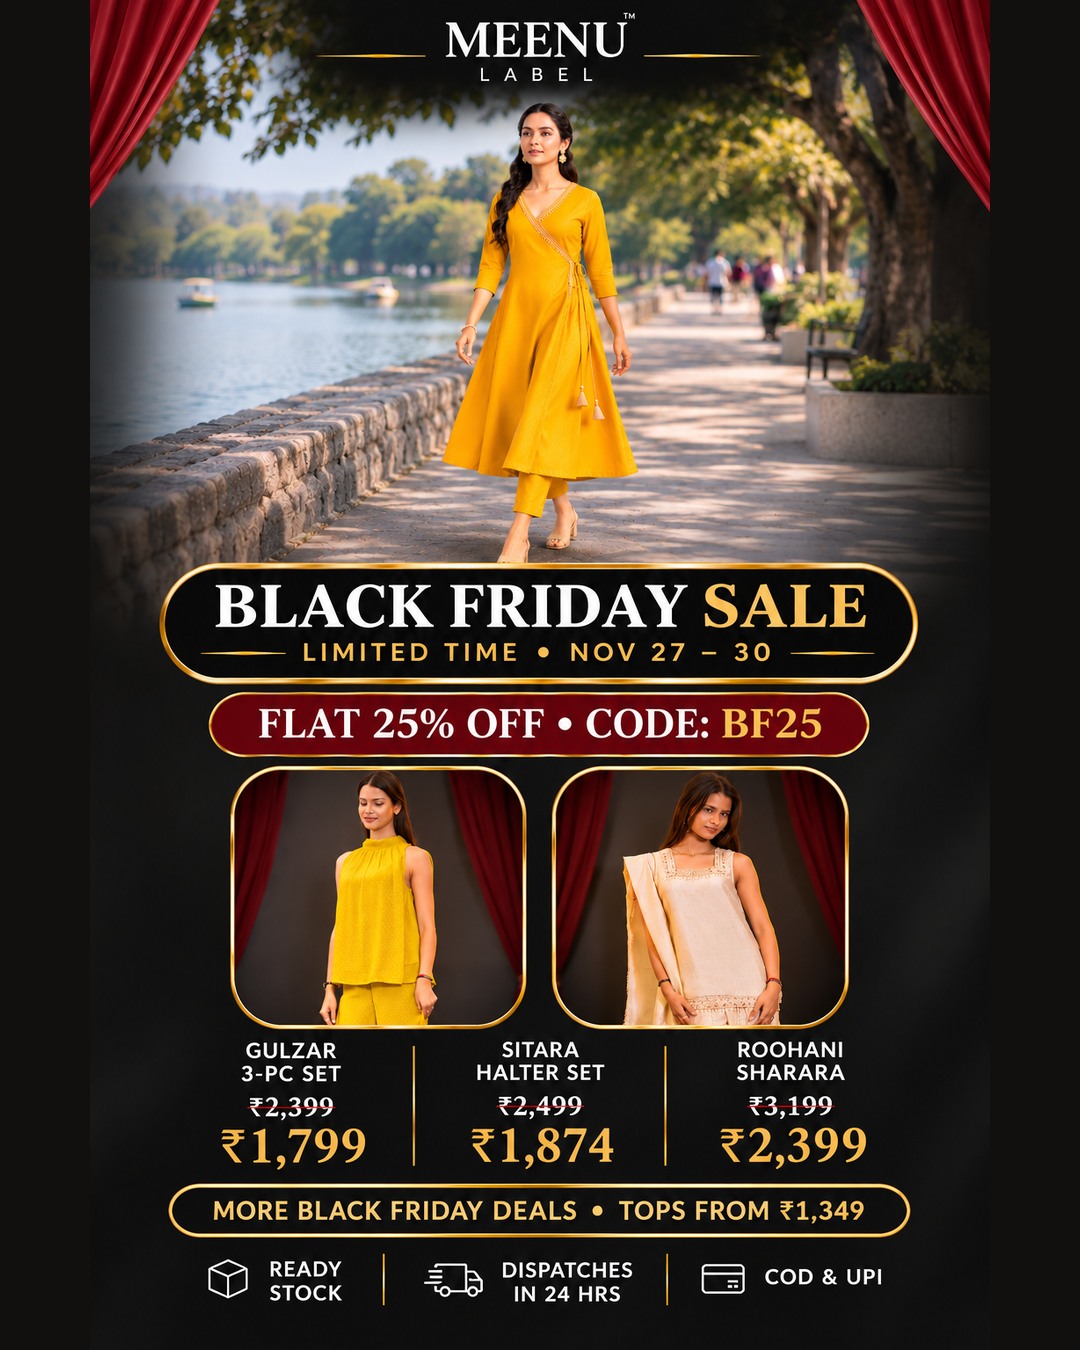 MEENU™
LABEL
BLACK FRIDAY SALE
LIMITED TIME • NOV 27 – 30
FLAT 25% OFF • CODE: BF25
GULZAR
3-PC SET
₹2,399
₹1,799
SITARA
HALTER SET
₹2,499
₹1,874
ROOHANI
SHARARA
₹3,199
₹2,399
MORE BLACK FRIDAY DEALS • TOPS FROM ₹1,349
READY
STOCK
DISPATCHES
IN 24 HRS
COD & UPI